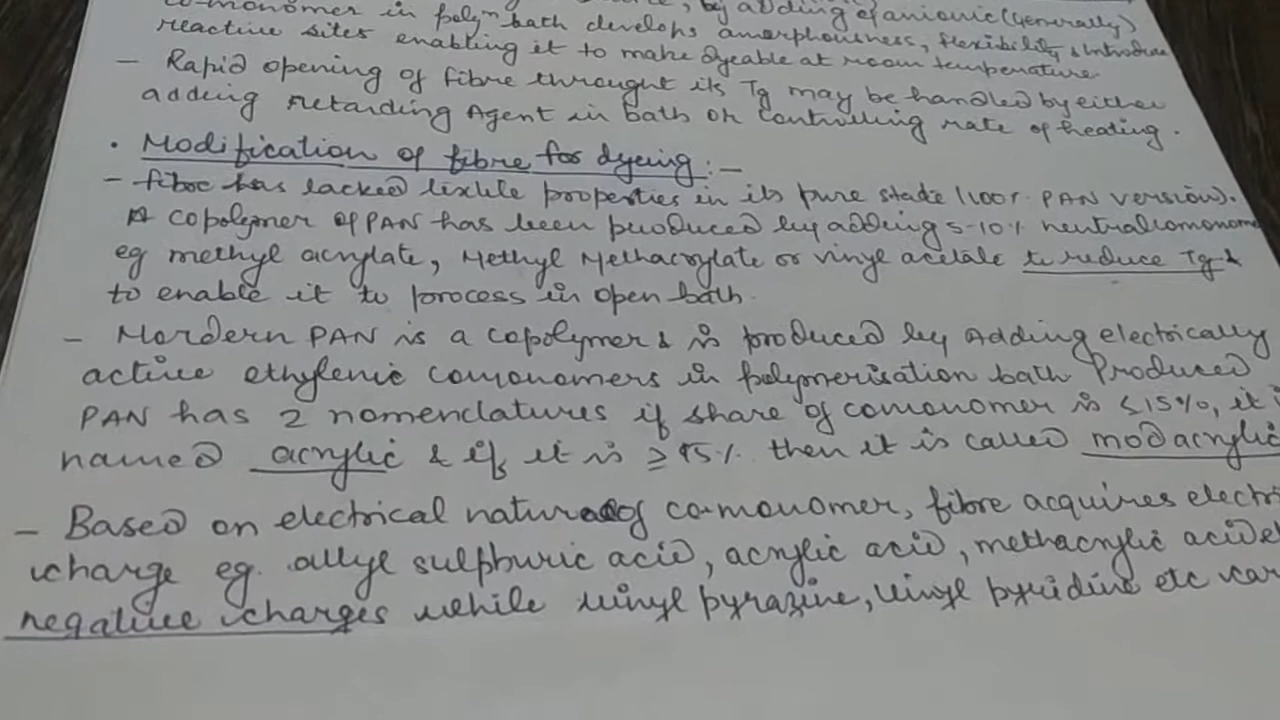 co-monomer in polymn bath develops amorphousness, flexibility & introduce
by adding of anionic (Generally)
reactive sites enabling it to make dyeable at room temperature
- Rapid opening of fibre throught its Tg may be handled by either
adding Retarding Agent in bath or controlling rate of heating.
• Modification of fibre for dyeing:-
- fibre has lacked textile properties in its pure state (100% PAN version).
A copolymer of PAN has been produced by adding 5-10% neutral comonome
eg methyl acrylate, Methyl Methacrylate or vinyl acetate to reduce Tg &
to enable it to process in open bath.
- Mordern PAN is a copolymer & is produced by Adding electrically
active ethylenic comonomers in polymerisation bath Produced
PAN has 2 nomenclatures if share of comonomer is ≤15%, it i
named acrylic & if it is ≥ 15% then it is called modacrylic
- Based on electrical nature of co-monomer, fibre acquires electri
charge eg. allyl sulphuric acid, acrylic acid, methacrylic acid
negative charges while vinyl pyrazine, vinyl pyridine etc car